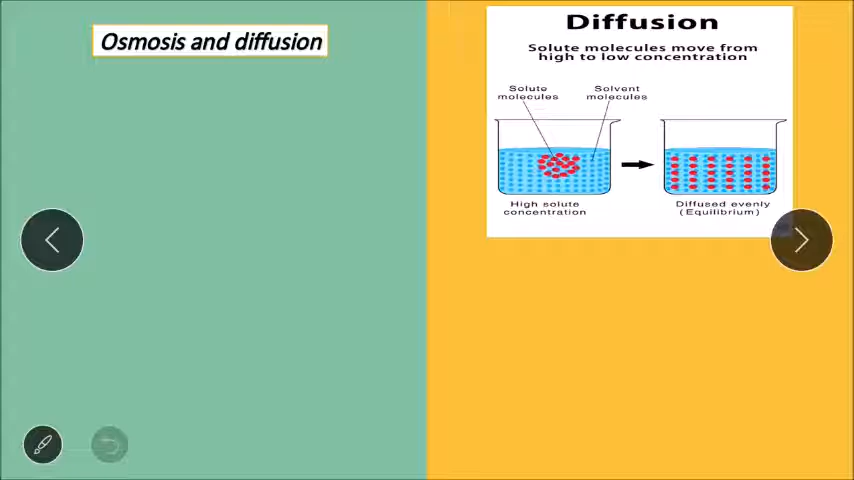 Osmosis and diffusion
Diffusion
Solute molecules move from
high to low concentration
Solute
molecules
Solvent
molecules
High solute
concentration
Diffused evenly
(Equilibrium)